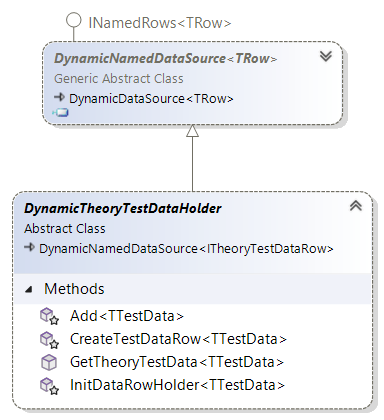 INamedRows<TRow>
DynamicNamedDataSource<TRow>
Generic Abstract Class
DynamicDataSource<TRow>
DynamicTheoryTestDataHolder
Abstract Class
DynamicNamedDataSource<ITheoryTestDataRow>
Methods
Add<TTestData>
CreateTestDataRow<TTestData>
GetTheoryTestData<TTestData>
InitDataRowHolder<TTestData>